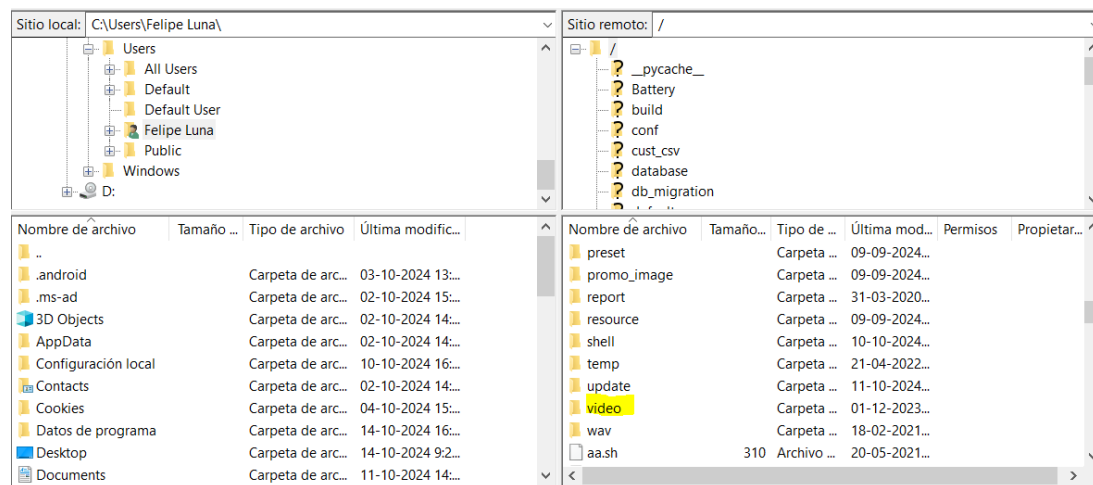 Sitio local: C:\Users\Felipe Luna\
Users
All Users
Default
Default User
Felipe Luna
Public
Windows
D:
Nombre de archivo Tamaño ... Tipo de archivo Última modific...
..
.android Carpeta de arc... 03-10-2024 13:...
.ms-ad Carpeta de arc... 02-10-2024 15:...
3D Objects Carpeta de arc... 02-10-2024 14:...
AppData Carpeta de arc... 02-10-2024 14:...
Configuración local Carpeta de arc... 10-10-2024 16:...
Contacts Carpeta de arc... 02-10-2024 14:...
Cookies Carpeta de arc... 04-10-2024 15:...
Datos de programa Carpeta de arc... 14-10-2024 16:...
Desktop Carpeta de arc... 14-10-2024 9:2...
Documents Carpeta de arc... 11-10-2024 14:...
Sitio remoto: /
/
__pycache__
Battery
build
conf
cust_csv
database
db_migration
Nombre de archivo Tamaño... Tipo de ... Última mod... Permisos Propietar...
preset Carpeta ... 09-09-2024...
promo_image Carpeta ... 09-09-2024...
report Carpeta ... 31-03-2020...
resource Carpeta ... 09-09-2024...
shell Carpeta ... 10-10-2024...
temp Carpeta ... 21-04-2022...
update Carpeta ... 11-10-2024...
video Carpeta ... 01-12-2023...
wav Carpeta ... 18-02-2021...
aa.sh 310 Archivo ... 20-05-2021...